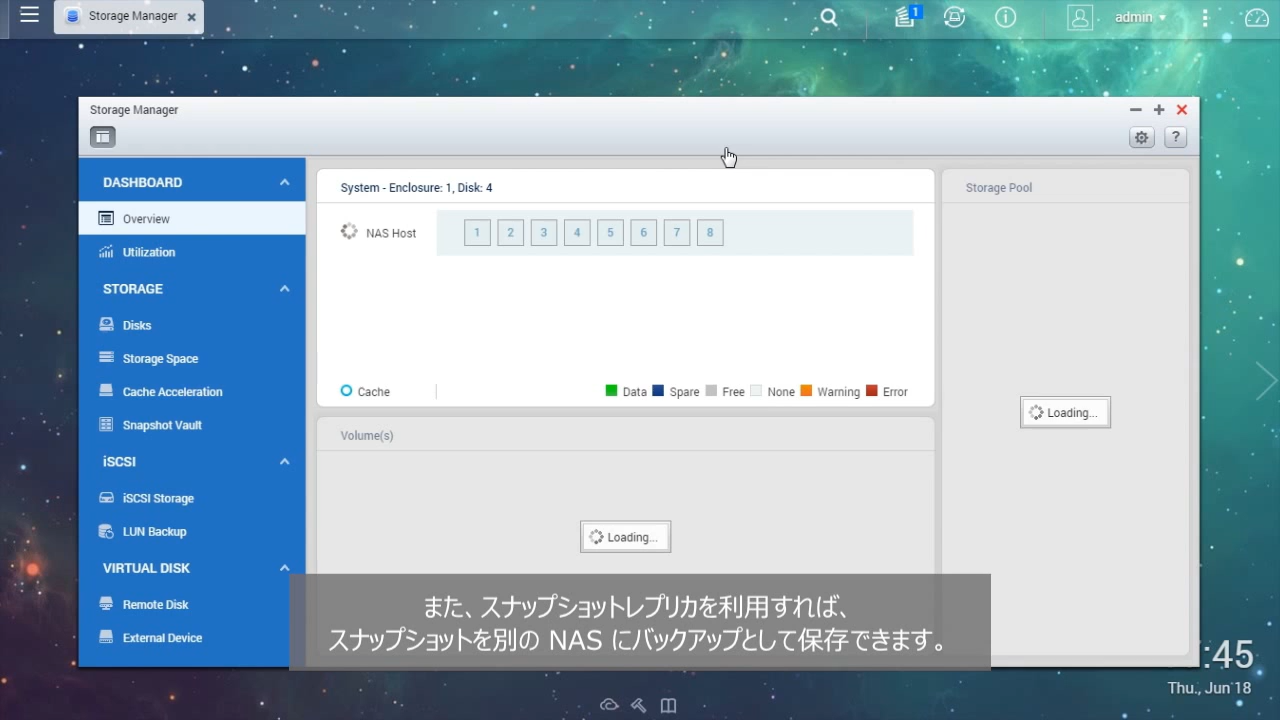 Storage Manager
1
admin
Storage Manager
?
DASHBOARD
Overview
Utilization
STORAGE
Disks
Storage Space
Cache Acceleration
Snapshot Vault
iSCSI
iSCSI Storage
LUN Backup
VIRTUAL DISK
Remote Disk
External Device
System - Enclosure: 1, Disk: 4
NAS Host
1 2 3 4 5 6 7 8
Cache
Data Spare Free None Warning Error
Volume(s)
Loading...
Storage Pool
Loading...
また、スナップショットレプリカを利用すれば、
スナップショットを別の NAS にバックアップとして保存できます。
:45
Thu., Jun 18